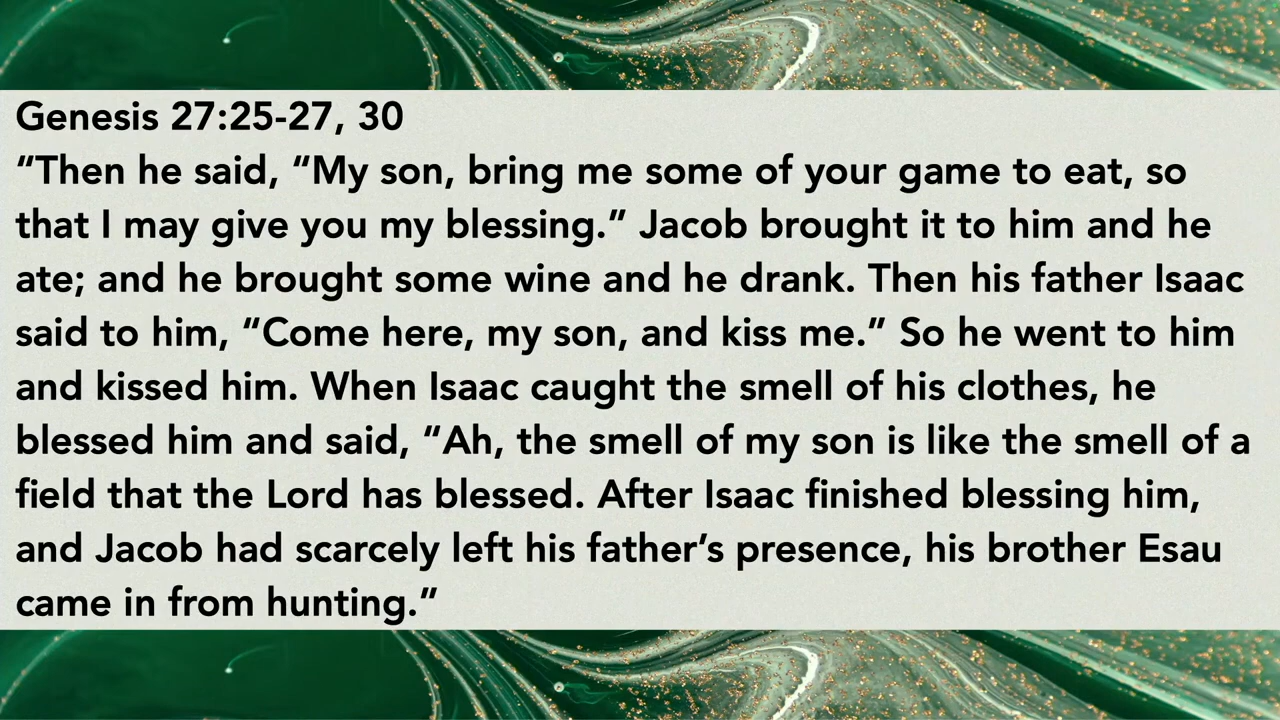 Genesis 27:25-27, 30
“Then he said, “My son, bring me some of your game to eat, so
that I may give you my blessing.” Jacob brought it to him and he
ate; and he brought some wine and he drank. Then his father Isaac
said to him, “Come here, my son, and kiss me.” So he went to him
and kissed him. When Isaac caught the smell of his clothes, he
blessed him and said, “Ah, the smell of my son is like the smell of a
field that the Lord has blessed. After Isaac finished blessing him,
and Jacob had scarcely left his father’s presence, his brother Esau
came in from hunting.”